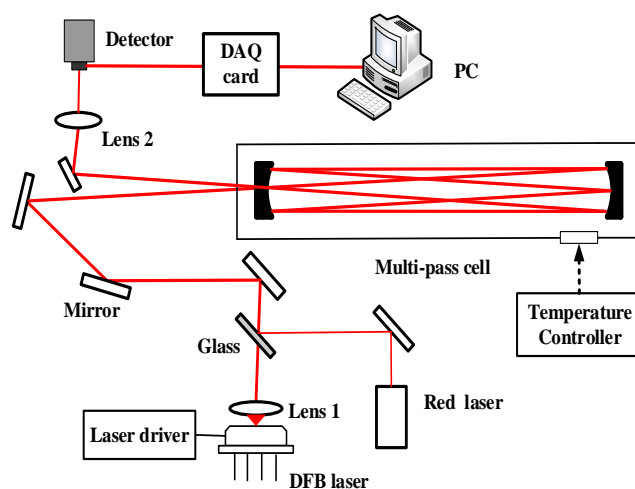 Detector
DAQ
card
PC
Lens 2
Multi-pass cell
Mirror
Temperature
Controller
Glass
Lens 1
Red laser
Laser driver
DFB laser